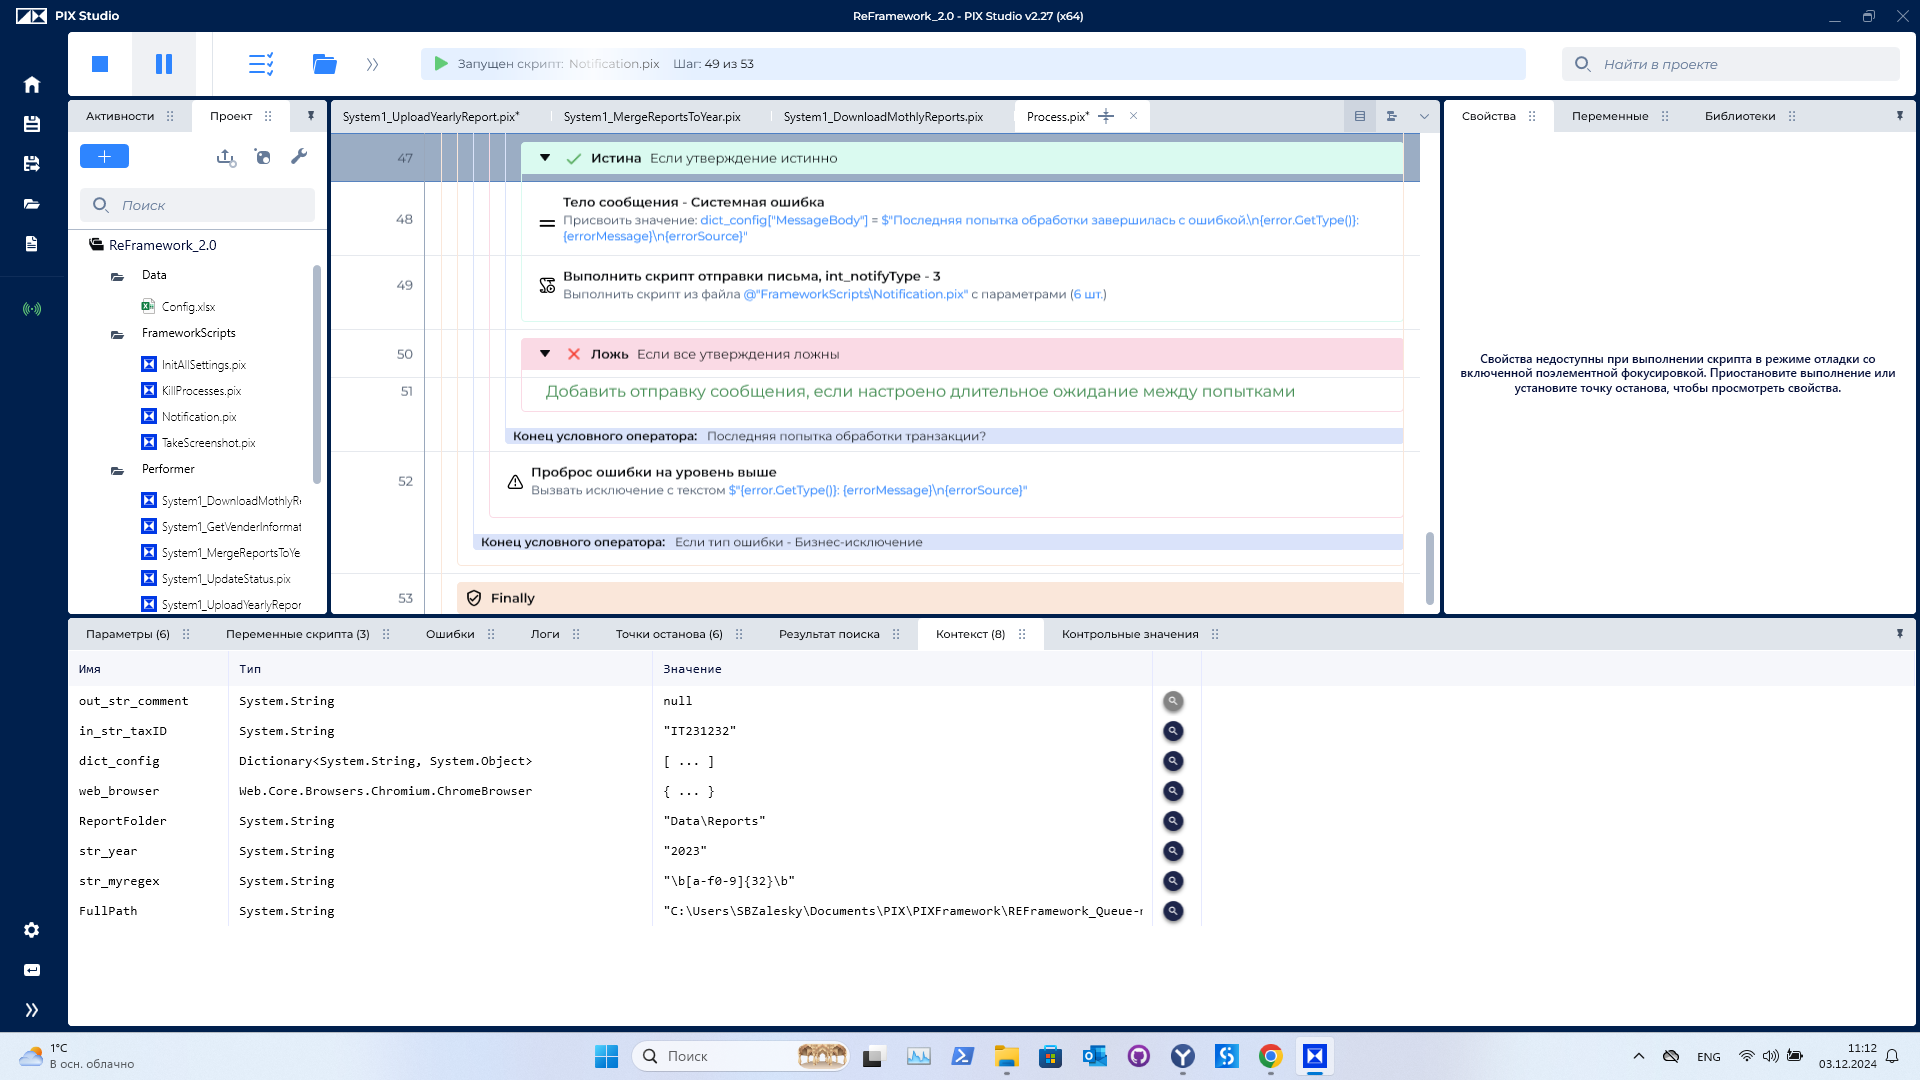 PIX Studio
ReFramework_2.0 - PIX Studio v2.27 (x64)
Запущен скрипт: Notification.pix Шаг: 49 из 53
Найти в проекте
Активности
Проект
System1_UploadYearlyReport.pix*
System1_MergeReportsToYear.pix
System1_DownloadMothlyReports.pix
Process.pix*
Свойства
Переменные
Библиотеки
Поиск
ReFramework_2.0
Data
Config.xlsx
FrameworkScripts
InitAllSettings.pix
KillProcesses.pix
Notification.pix
TakeScreenshot.pix
Performer
System1_DownloadMothlyR
System1_GetVenderInformat
System1_MergeReportsToYe
System1_UpdateStatus.pix
System1_UploadYearlyRepor
47 Истина Если утверждение истинно
48 Тело сообщения - Системная ошибка
Присвоить значение: dict_config["MessageBody"] = $"Последняя попытка обработки завершилась с ошибкой.\n{error.GetType()}:
{errorMessage}\n{errorSource}"
49 Выполнить скрипт отправки письма, int_notifyType - 3
Выполнить скрипт из файла @"FrameworkScripts\Notification.pix" с параметрами (6 шт.)
50 Ложь Если все утверждения ложны
51 Добавить отправку сообщения, если настроено длительное ожидание между попытками
Конец условного оператора: Последняя попытка обработки транзакции?
52 Проброс ошибки на уровень выше
Вызвать исключение с текстом $"{error.GetType()}: {errorMessage}\n{errorSource}"
Конец условного оператора: Если тип ошибки - Бизнес-исключение
53 Finally
Свойства недоступны при выполнении скрипта в режиме отладки со
включенной поэлементной фокусировкой. Приостановите выполнение или
установите точку останова, чтобы просмотреть свойства.
Параметры (6)
Переменные скрипта (3)
Ошибки
Логи
Точки останова (6)
Результат поиска
Контекст (8)
Контрольные значения
Имя Тип Значение
out_str_comment System.String null
in_str_taxID System.String "IT231232"
dict_config Dictionary<System.String, System.Object> [ ... ]
web_browser Web.Core.Browsers.Chromium.ChromeBrowser { ... }
ReportFolder System.String "Data\Reports"
str_year System.String "2023"
str_myregex System.String "\b[a-f0-9]{32}\b"
FullPath System.String "C:\Users\SBZalesky\Documents\PIX\PIXFramework\REFramework_Queue-
1°C
В осн. облачно
Поиск
ENG
11:12
03.12.2024